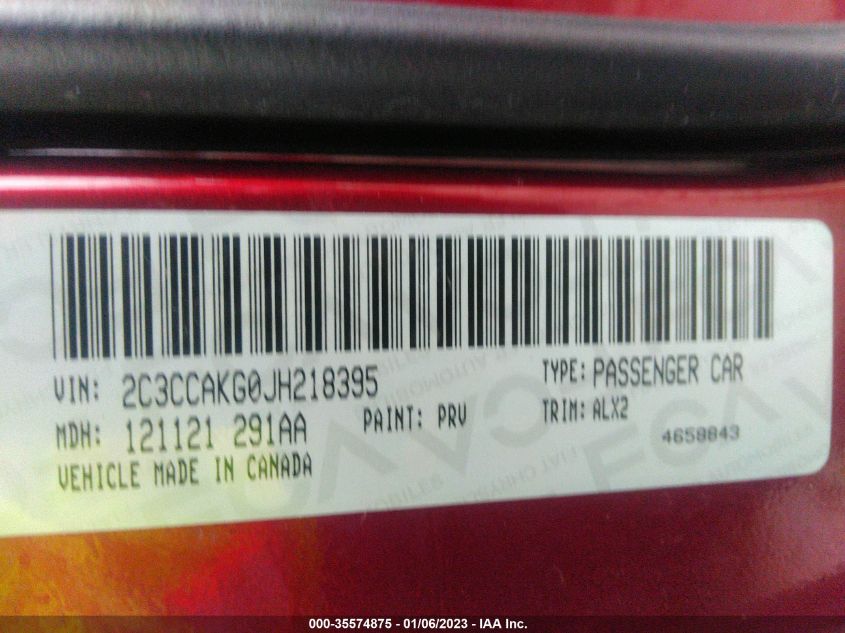 VIN: 2C3CCAKG0JH218395 TYPE: PASSENGER CAR
MDH: 121121 291AA PAINT: PRV TRIM: ALX2
4658843
VEHICLE MADE IN CANADA
000-35574875 - 01/06/2023 - IAA Inc.